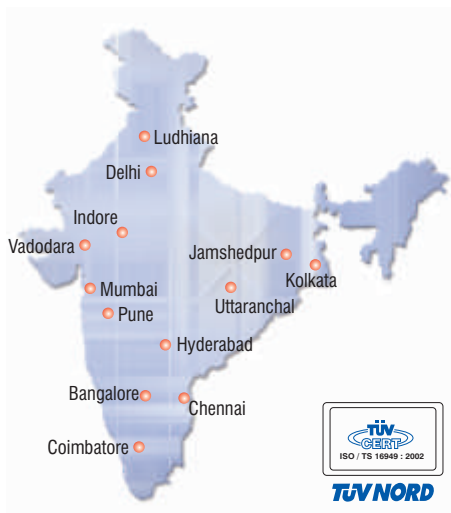 Ludhiana
Delhi
Indore
Vadodara
Jamshedpur
Kolkata
Mumbai
Uttaranchal
Pune
Hyderabad
Bangalore
Chennai
Coimbatore
TÜV
CERT
ISO / TS 16949 : 2002
TÜV NORD